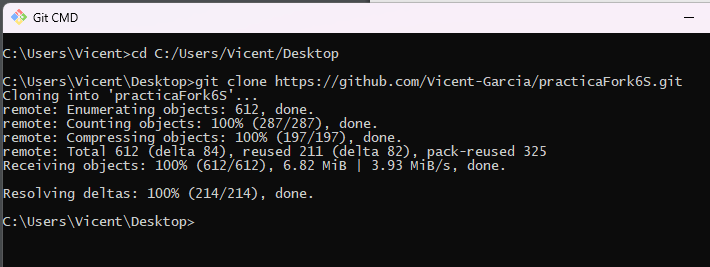 Git CMD
C:\Users\Vicent>cd C:/Users/Vicent/Desktop
C:\Users\Vicent\Desktop>git clone https://github.com/Vicent-Garcia/practicaFork6S.git
Cloning into 'practicaFork6S'...
remote: Enumerating objects: 612, done.
remote: Counting objects: 100% (287/287), done.
remote: Compressing objects: 100% (197/197), done.
remote: Total 612 (delta 84), reused 211 (delta 82), pack-reused 325
Receiving objects: 100% (612/612), 6.82 MiB | 3.93 MiB/s, done.
Resolving deltas: 100% (214/214), done.
C:\Users\Vicent\Desktop>